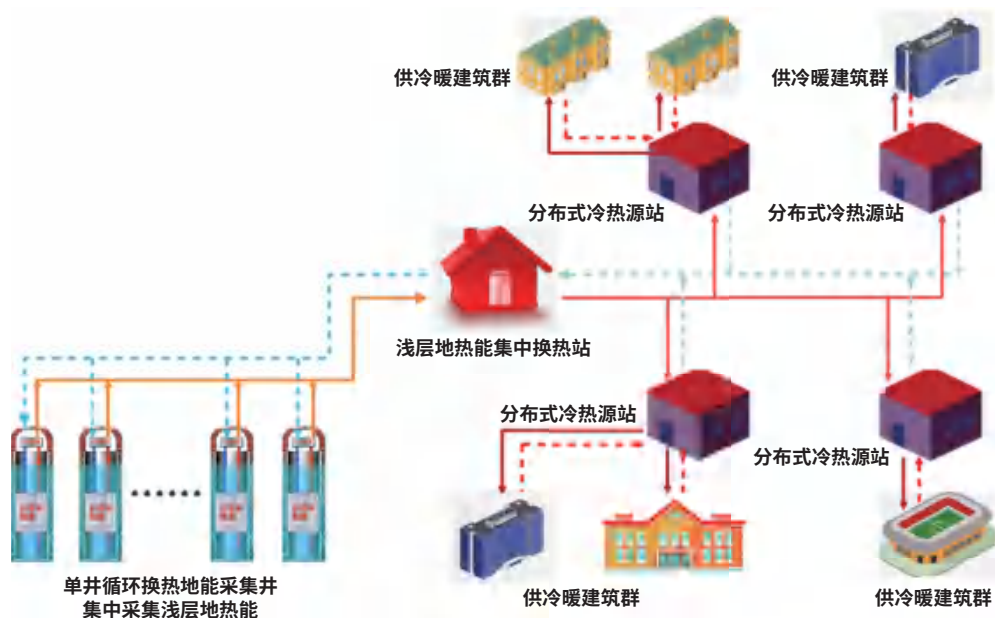 供冷暖建筑群
供冷暖建筑群
分布式冷热源站
分布式冷热源站
浅层地热能集中换热站
分布式冷热源站
分布式冷热源站
单井循环换热地能采集井
集中采集浅层地热能
供冷暖建筑群
供冷暖建筑群